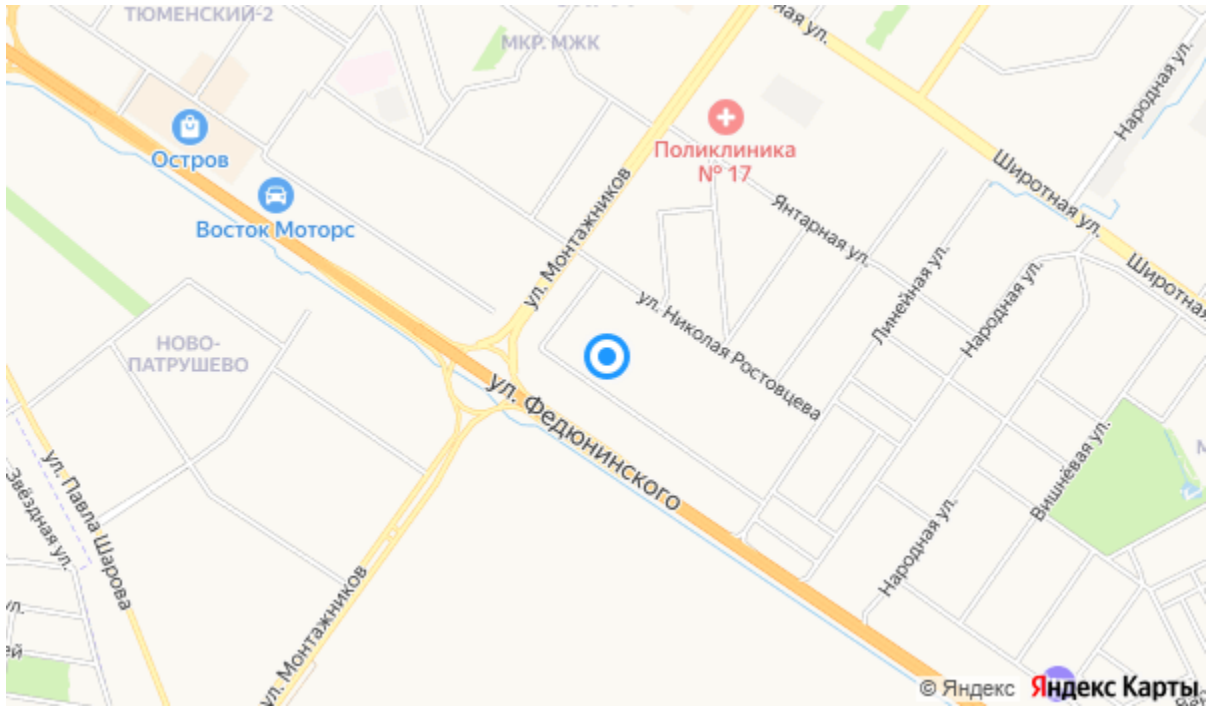 ТЮМЕНСКИЙ-2
МКР. МЖК
Остров
Восток Моторс
Поликлиника
№ 17
ул. Монтажников
Янтарная ул.
Широтная ул.
Народная ул.
Широтная
Линейная ул.
Народная ул.
ул. Николая Ростовцева
НОВО-
ПАТРУШЕВО
ул. Федюнинского
Вишнёвая ул.
Народная ул.
ул. Павла Шарова
Звёздная ул.
ул. Монтажников
© Яндекс Яндекс Карты